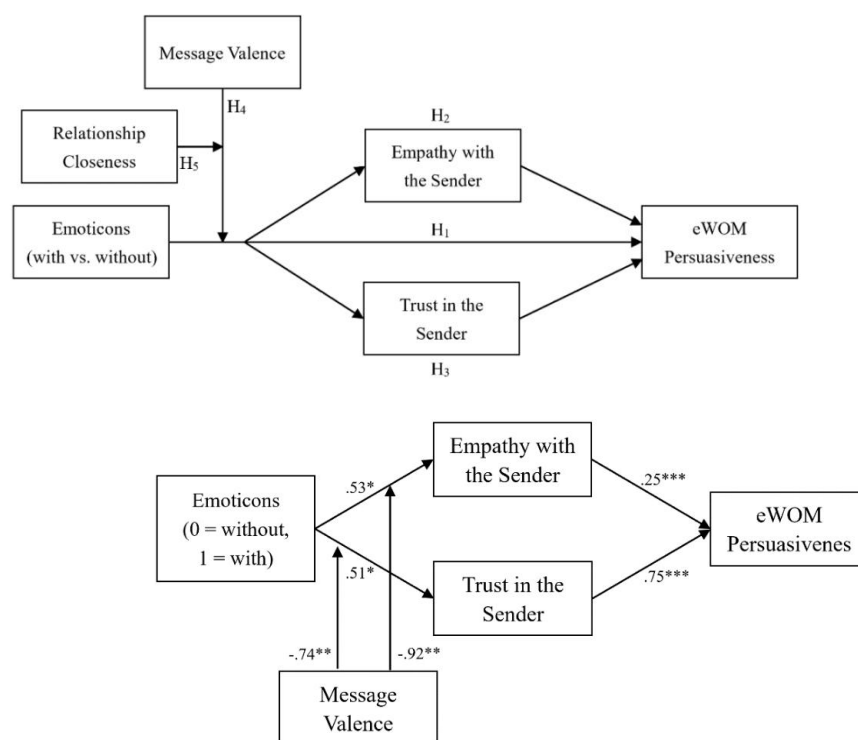 Message Valence
H4
Relationship
Closeness
H5
H2
Empathy with
the Sender
Emoticons
(with vs. without)
H1
eWOM
Persuasiveness
Trust in the
Sender
H3
Empathy with
the Sender
.53*
.25***
Emoticons
(0 = without,
1 = with)
eWOM
Persuasivenes
.51*
Trust in the
Sender
.75***
-.74**
-.92**
Message
Valence